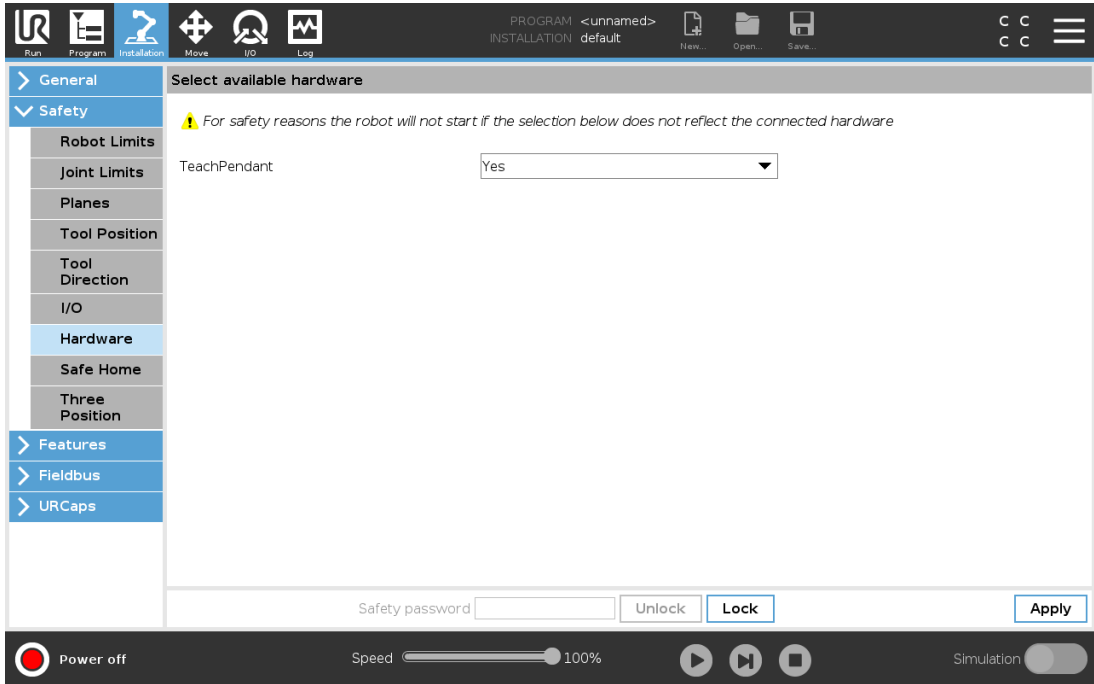 UR
PROGRAM <unnamed>
INSTALLATION default
C C
C C
Run Program Installation Move I/O Log New... Open... Save...
General
Select available hardware
Safety
! For safety reasons the robot will not start if the selection below does not reflect the connected hardware
Robot Limits
TeachPendant Yes
Joint Limits
Planes
Tool Position
Tool
Direction
I/O
Hardware
Safe Home
Three
Position
Features
Fieldbus
URCaps
Safety password Unlock Lock Apply
Power off Speed 100% Simulation